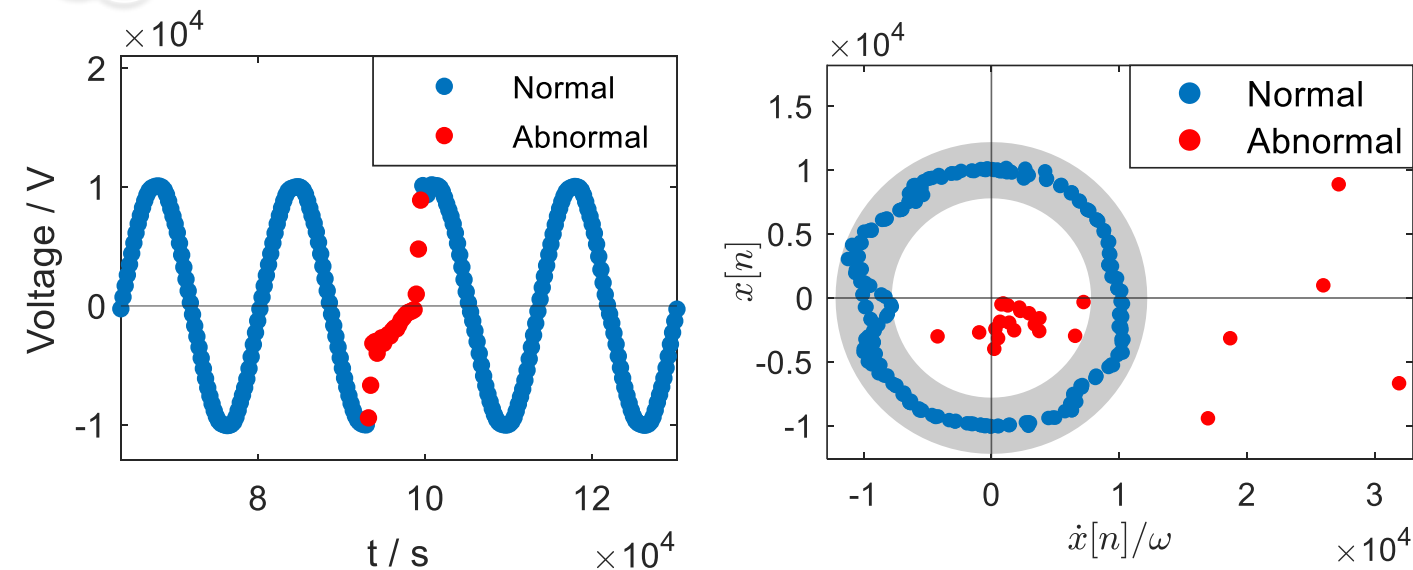 ×10⁴
2
1
0
-1
Voltage / V
Normal
Abnormal
8 10 12
t / s
×10⁴
×10⁴
1.5
1
0.5
0
-0.5
-1
x[n]
Normal
Abnormal
-1 0 1 2 3
ẋ[n]/ω
×10⁴